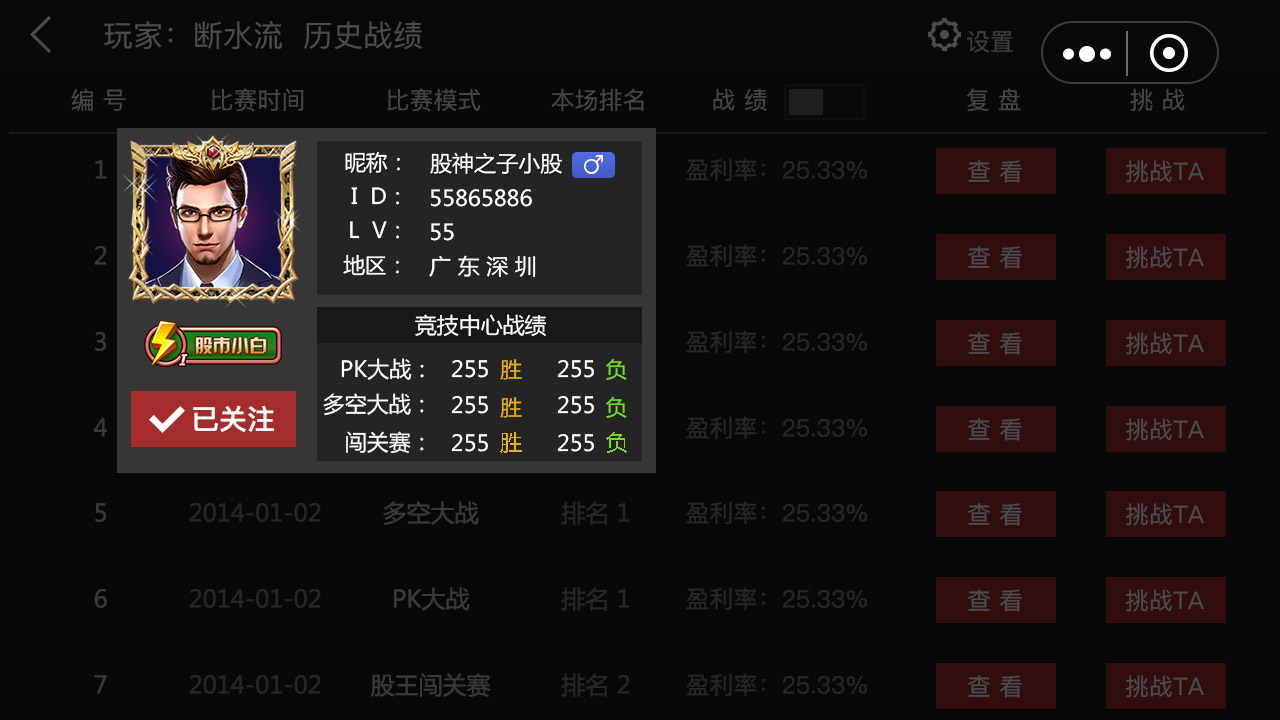 玩家：断水流 历史战绩
设置
编号 比赛时间 比赛模式 本场排名 战绩 复盘 挑战
1 盈利率：25.33% 查看 挑战TA
2 盈利率：25.33% 查看 挑战TA
3 盈利率：25.33% 查看 挑战TA
4 盈利率：25.33% 查看 挑战TA
昵称： 股神之子小股
ID： 55865886
LV： 55
地区： 广东深圳
I 股市小白
已关注
竞技中心战绩
PK大战： 255 胜 255 负
多空大战： 255 胜 255 负
闯关赛： 255 胜 255 负
5 2014-01-02 多空大战 排名 1 盈利率：25.33% 查看 挑战TA
6 2014-01-02 PK大战 排名 1 盈利率：25.33% 查看 挑战TA
7 2014-01-02 股王闯关赛 排名 2 盈利率：25.33% 查看 挑战TA